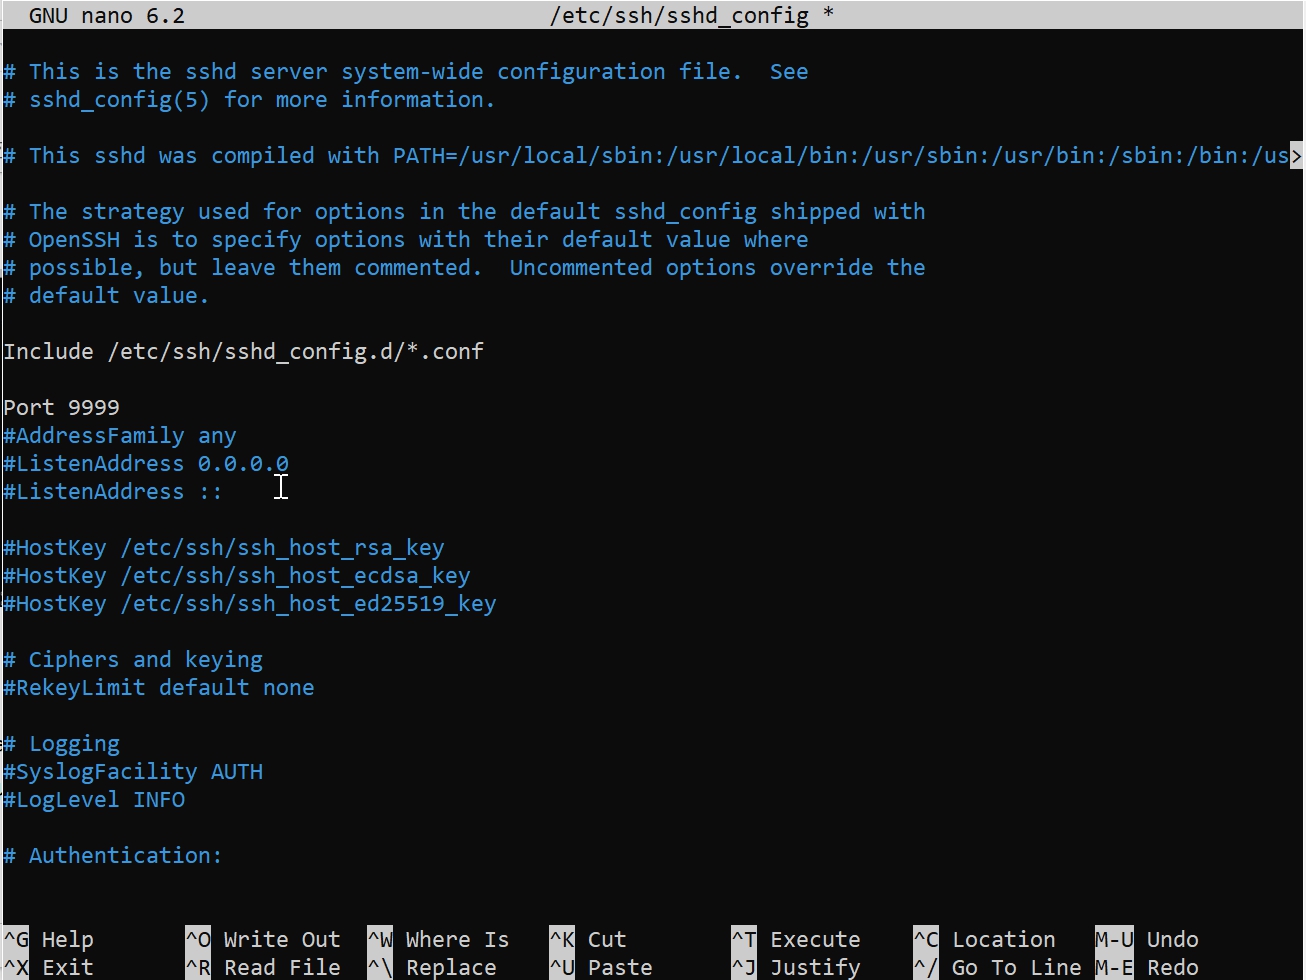 GNU nano 6.2 /etc/ssh/sshd_config *
# This is the sshd server system-wide configuration file.  See
# sshd_config(5) for more information.
# This sshd was compiled with PATH=/usr/local/sbin:/usr/local/bin:/usr/sbin:/usr/bin:/sbin:/bin:/us>
# The strategy used for options in the default sshd_config shipped with
# OpenSSH is to specify options with their default value where
# possible, but leave them commented.  Uncommented options override the
# default value.
Include /etc/ssh/sshd_config.d/*.conf
Port 9999
#AddressFamily any
#ListenAddress 0.0.0.0
#ListenAddress ::
#HostKey /etc/ssh/ssh_host_rsa_key
#HostKey /etc/ssh/ssh_host_ecdsa_key
#HostKey /etc/ssh/ssh_host_ed25519_key
# Ciphers and keying
#RekeyLimit default none
# Logging
#SyslogFacility AUTH
#LogLevel INFO
# Authentication:
^G Help ^O Write Out ^W Where Is ^K Cut ^T Execute ^C Location M-U Undo
^X Exit ^R Read File ^\ Replace ^U Paste ^J Justify ^/ Go To Line M-E Redo